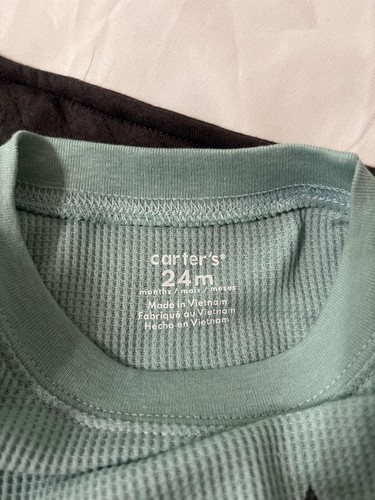 carter's®
24m
months / mois / meses
Made in Vietnam
Fabriqué au Vietnam
Hecho en Vietnam